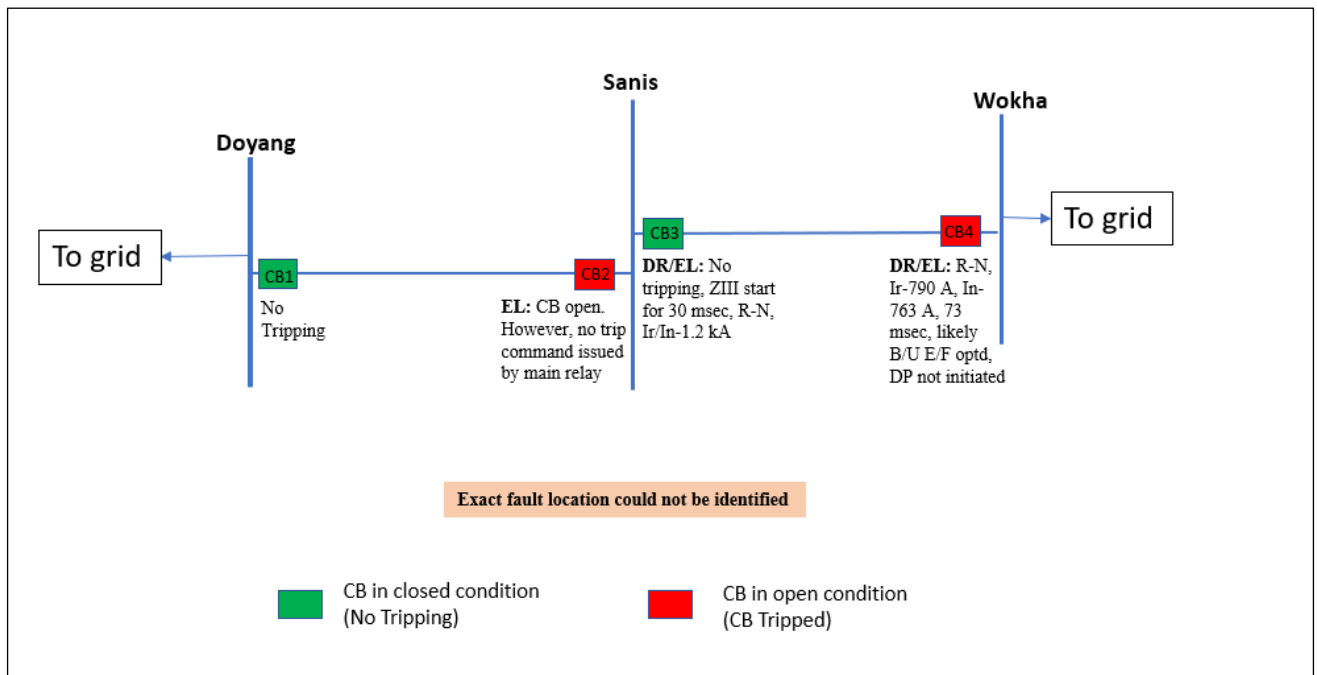 Sanis
Wokha
Doyang
To grid
To grid
CB1
CB2
CB3
CB4
No
Tripping
EL: CB open.
However, no trip
command issued
by main relay
DR/EL: No
tripping, ZIII start
for 30 msec, R-N,
Ir/In-1.2 kA
DR/EL: R-N,
Ir-790 A, In-
763 A, 73
msec, likely
B/U E/F optd,
DP not initiated
Exact fault location could not be identified
CB in closed condition
(No Tripping)
CB in open condition
(CB Tripped)